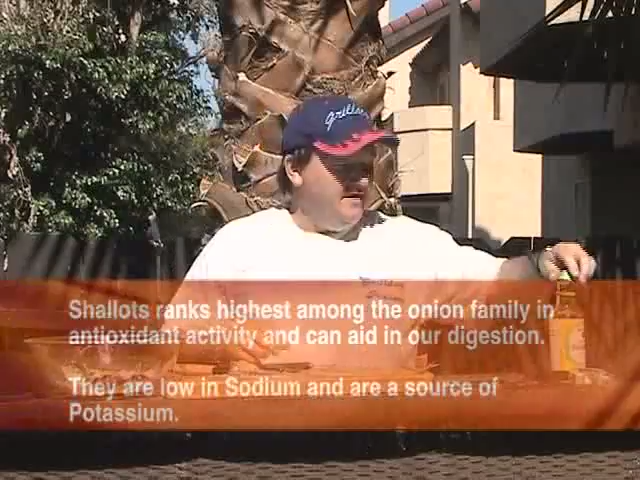 Grillin
Shallots ranks highest among the onion family in
antioxidant activity and can aid in our digestion.
They are low in Sodium and are a source of
Potassium.